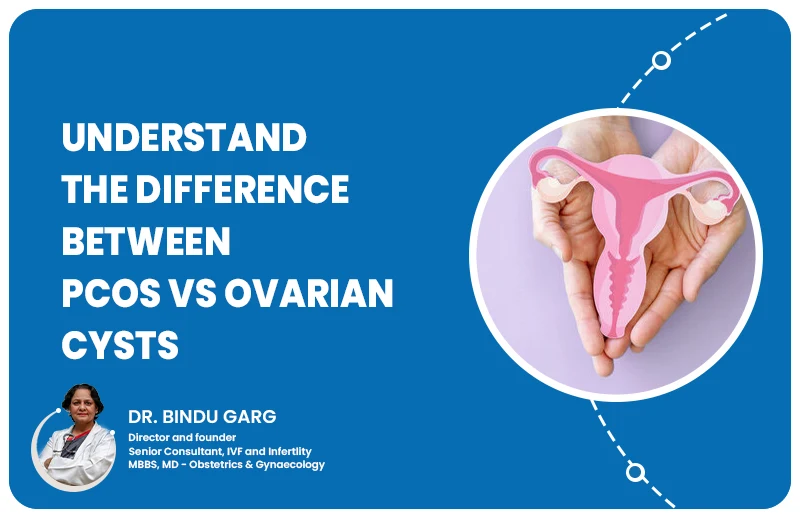 UNDERSTAND
THE DIFFERENCE
BETWEEN
PCOS VS OVARIAN
CYSTS
DR. BINDU GARG
Director and founder
Senior Consultant, IVF and Infertlity
MBBS, MD - Obstetrics & Gynaecology